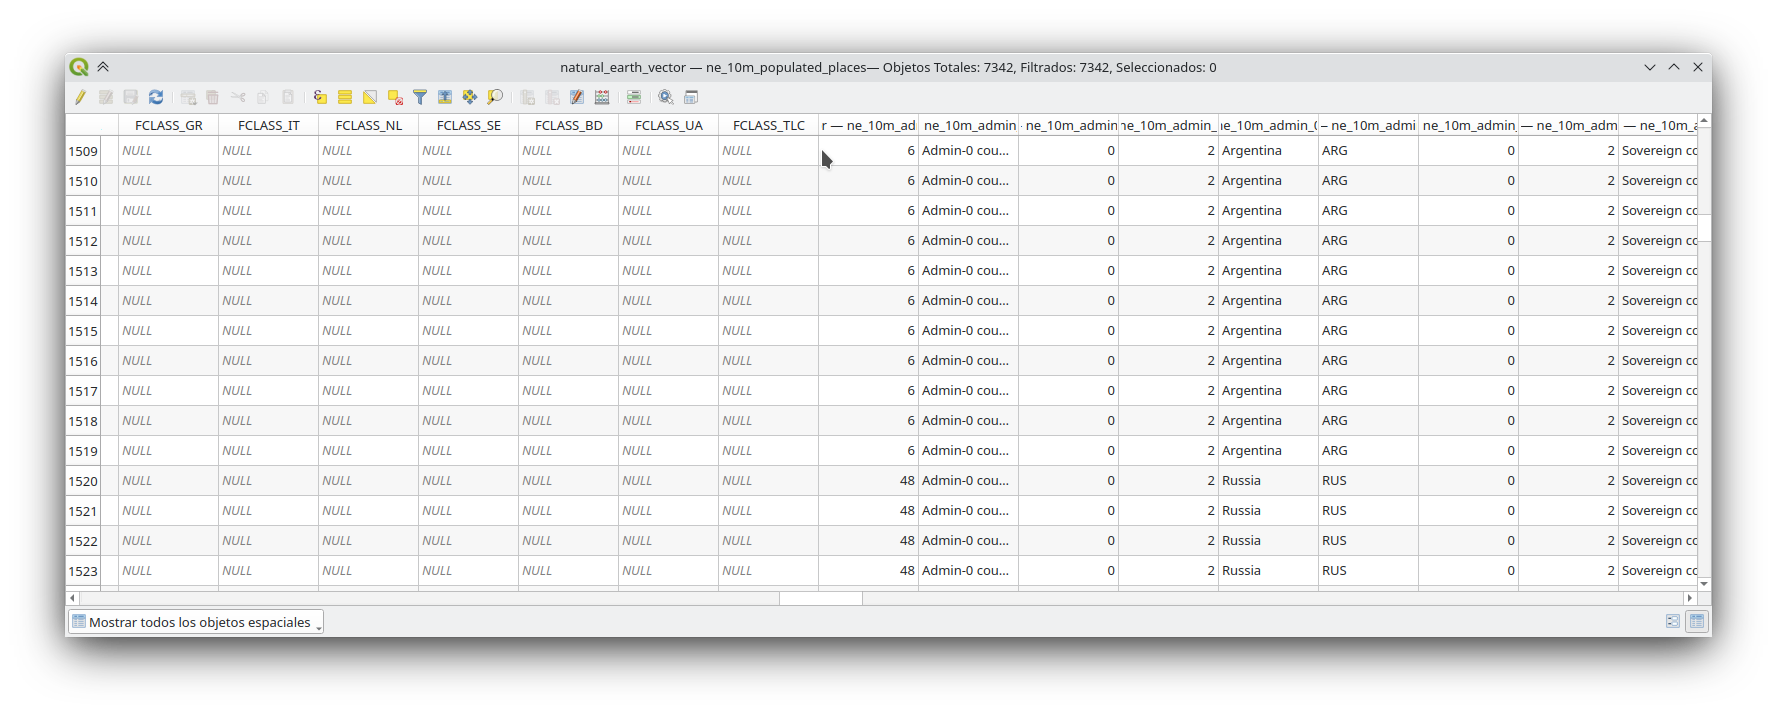 natural_earth_vector — ne_10m_populated_places— Objetos Totales: 7342, Filtrados: 7342, Seleccionados: 0
FCLASS_GR FCLASS_IT FCLASS_NL FCLASS_SE FCLASS_BD FCLASS_UA FCLASS_TLC r — ne_10m_ad ne_10m_admin ne_10m_admin ne_10m_admin_ ne_10m_admin_0 — ne_10m_admi ne_10m_admin_ — ne_10m_adm — ne_10m_a
1509 NULL NULL NULL NULL NULL NULL NULL 6 Admin-0 cou... 0 2 Argentina ARG 0 2 Sovereign co
1510 NULL NULL NULL NULL NULL NULL NULL 6 Admin-0 cou... 0 2 Argentina ARG 0 2 Sovereign co
1511 NULL NULL NULL NULL NULL NULL NULL 6 Admin-0 cou... 0 2 Argentina ARG 0 2 Sovereign co
1512 NULL NULL NULL NULL NULL NULL NULL 6 Admin-0 cou... 0 2 Argentina ARG 0 2 Sovereign co
1513 NULL NULL NULL NULL NULL NULL NULL 6 Admin-0 cou... 0 2 Argentina ARG 0 2 Sovereign co
1514 NULL NULL NULL NULL NULL NULL NULL 6 Admin-0 cou... 0 2 Argentina ARG 0 2 Sovereign co
1515 NULL NULL NULL NULL NULL NULL NULL 6 Admin-0 cou... 0 2 Argentina ARG 0 2 Sovereign co
1516 NULL NULL NULL NULL NULL NULL NULL 6 Admin-0 cou... 0 2 Argentina ARG 0 2 Sovereign co
1517 NULL NULL NULL NULL NULL NULL NULL 6 Admin-0 cou... 0 2 Argentina ARG 0 2 Sovereign co
1518 NULL NULL NULL NULL NULL NULL NULL 6 Admin-0 cou... 0 2 Argentina ARG 0 2 Sovereign co
1519 NULL NULL NULL NULL NULL NULL NULL 6 Admin-0 cou... 0 2 Argentina ARG 0 2 Sovereign co
1520 NULL NULL NULL NULL NULL NULL NULL 48 Admin-0 cou... 0 2 Russia RUS 0 2 Sovereign co
1521 NULL NULL NULL NULL NULL NULL NULL 48 Admin-0 cou... 0 2 Russia RUS 0 2 Sovereign co
1522 NULL NULL NULL NULL NULL NULL NULL 48 Admin-0 cou... 0 2 Russia RUS 0 2 Sovereign co
1523 NULL NULL NULL NULL NULL NULL NULL 48 Admin-0 cou... 0 2 Russia RUS 0 2 Sovereign co
Mostrar todos los objetos espaciales